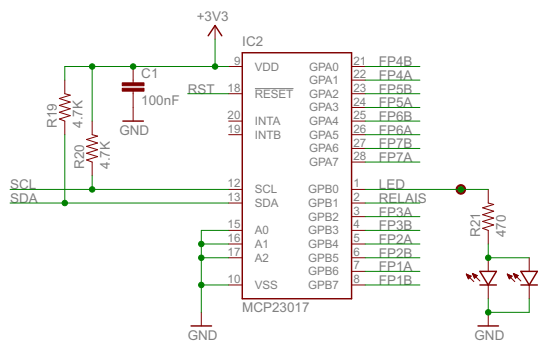 +3V3
IC2
C1
100nF
GND
R19
4.7K
R20
4.7K
RST
SCL
SDA
9 VDD GPA0 21 FP4B
GPA1 22 FP4A
18 RESET GPA2 23 FP5B
GPA3 24 FP5A
20 INTA GPA4 25 FP6B
19 INTB GPA5 26 FP6A
GPA6 27 FP7B
GPA7 28 FP7A
12 SCL GPB0 1 LED
13 SDA GPB1 2 RELAIS
GPB2 3 FP3A
15 A0 GPB3 4 FP3B
16 A1 GPB4 5 FP2A
17 A2 GPB5 6 FP2B
GPB6 7 FP1A
10 VSS GPB7 8 FP1B
MCP23017
R21
470
GND
GND